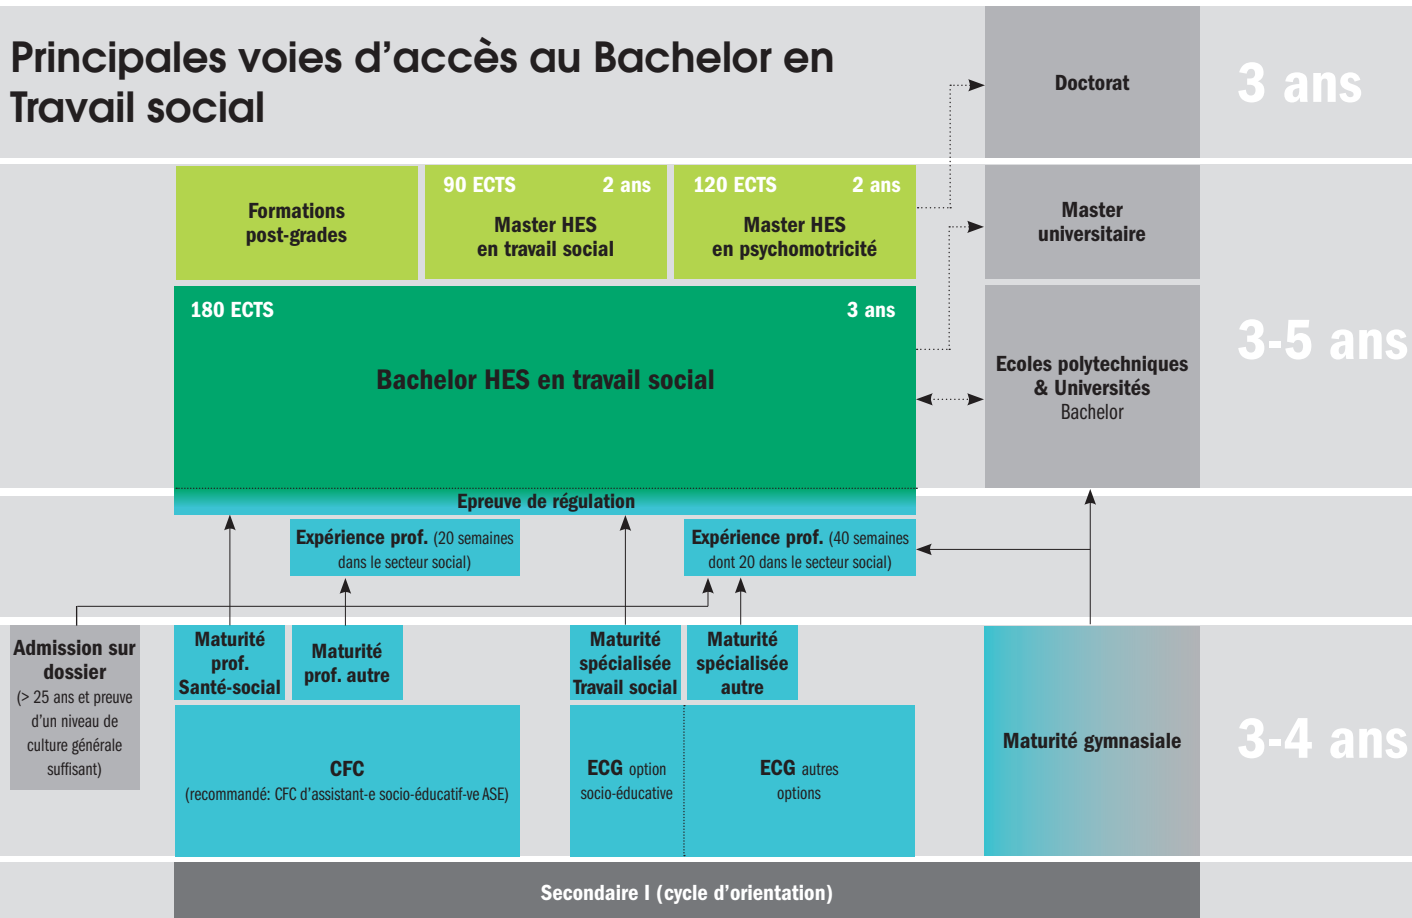 Principales voies d'accès au Bachelor en
Travail social
Doctorat
3 ans
Formations
post-grades
90 ECTS 2 ans
Master HES
en travail social
120 ECTS 2 ans
Master HES
en psychomotricité
Master
universitaire
180 ECTS 3 ans
Bachelor HES en travail social
Ecoles polytechniques
& Universités
Bachelor
3-5 ans
Epreuve de régulation
Expérience prof. (20 semaines
dans le secteur social)
Expérience prof. (40 semaines
dont 20 dans le secteur social)
Admission sur
dossier
(> 25 ans et preuve
d'un niveau de
culture générale
suffisant)
Maturité
prof.
Santé-social
Maturité
prof. autre
Maturité
spécialisée
Travail social
Maturité
spécialisée
autre
CFC
(recommandé: CFC d'assistant-e socio-éducatif-ve ASE)
ECG option
socio-éducative
ECG autres
options
Maturité gymnasiale
3-4 ans
Secondaire I (cycle d'orientation)